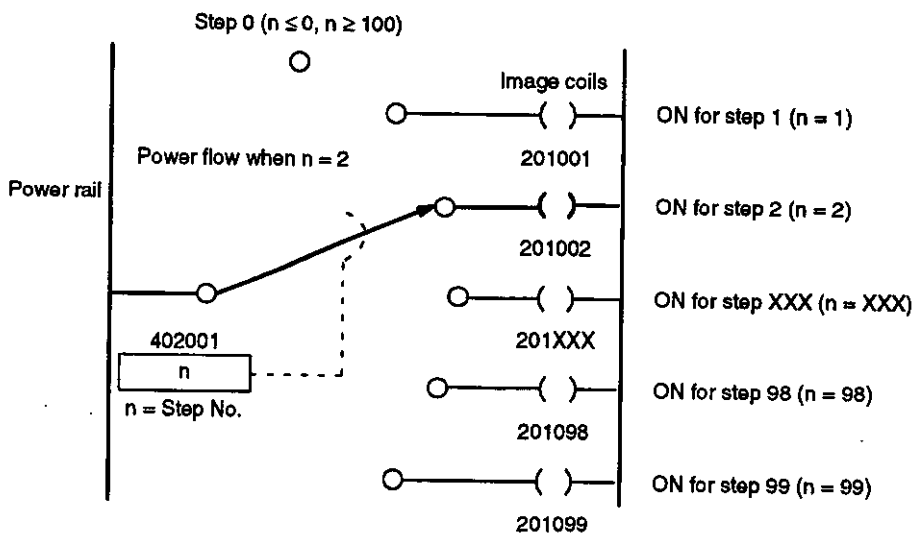 Step 0 (n ≤ 0, n ≥ 100)
Image coils
ON for step 1 (n = 1)
201001
Power flow when n = 2
Power rail
ON for step 2 (n = 2)
201002
ON for step XXX (n = XXX)
402001
201XXX
n
n = Step No.
ON for step 98 (n = 98)
201098
ON for step 99 (n = 99)
201099